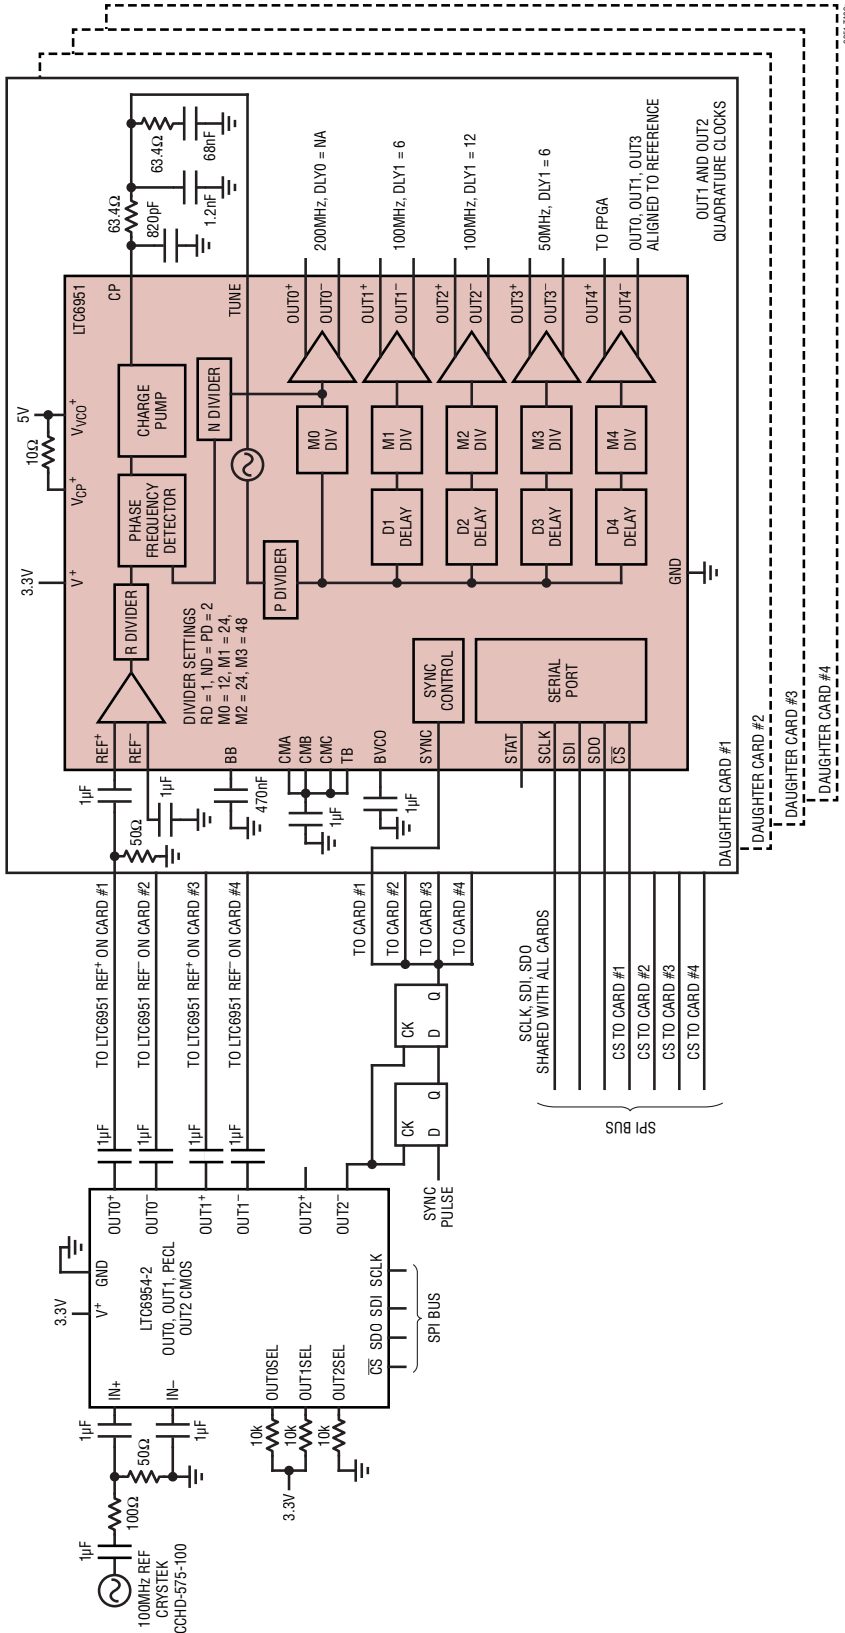 100MHz REF
CRYSTEK
CCHD-575-100
1µF
100Ω
50Ω
1µF
1µF
3.3V
V+
GND
IN+
IN–
LTC6954-2
OUT0, OUT1, PECL
OUT2 CMOS
OUT0+
OUT0–
OUT1+
OUT1–
OUT2+
OUT2–
10k
10k
10k
3.3V
OUT0SEL
OUT1SEL
OUT2SEL
CS SDO SDI SCLK
SPI BUS
1µF
1µF
1µF
1µF
TO LTC6951 REF+ ON CARD #1
TO LTC6951 REF– ON CARD #2
TO LTC6951 REF+ ON CARD #3
TO LTC6951 REF– ON CARD #4
SYNC
PULSE
CK
D
Q
CK
D
Q
TO CARD #1
TO CARD #2
TO CARD #3
TO CARD #4
SCLK, SDI, SDO
SHARED WITH ALL CARDS
CS TO CARD #1
CS TO CARD #2
CS TO CARD #3
CS TO CARD #4
SPI BUS
1µF
50Ω
1µF
470nF
1µF
1µF
REF+
REF–
BB
CMA
CMB
CMC
TB
BVCO
SYNC
STAT
SCLK
SDI
SDO
CS
3.3V
V+
10Ω
5V
VCP+
VVCO+
LTC6951
R DIVIDER
PHASE
FREQUENCY
DETECTOR
CHARGE
PUMP
N DIVIDER
P DIVIDER
DIVIDER SETTINGS
RD = 1, ND = PD = 2
M0 = 12, M1 = 24,
M2 = 24, M3 = 48
SYNC
CONTROL
SERIAL
PORT
D1
DELAY
D2
DELAY
D3
DELAY
D4
DELAY
M0
DIV
M1
DIV
M2
DIV
M3
DIV
M4
DIV
GND
CP
TUNE
63.4Ω
820pF
1.2nF
63.4Ω
68nF
OUT0+
OUT0–
200MHz, DLY0 = NA
OUT1+
OUT1–
100MHz, DLY1 = 6
OUT2+
OUT2–
100MHz, DLY1 = 12
OUT3+
OUT3–
50MHz, DLY1 = 6
OUT4+
OUT4–
TO FPGA
OUT0, OUT1, OUT3
ALIGNED TO REFERENCE
OUT1 AND OUT2
QUADRATURE CLOCKS
DAUGHTER CARD #1
DAUGHTER CARD #2
DAUGHTER CARD #3
DAUGHTER CARD #4